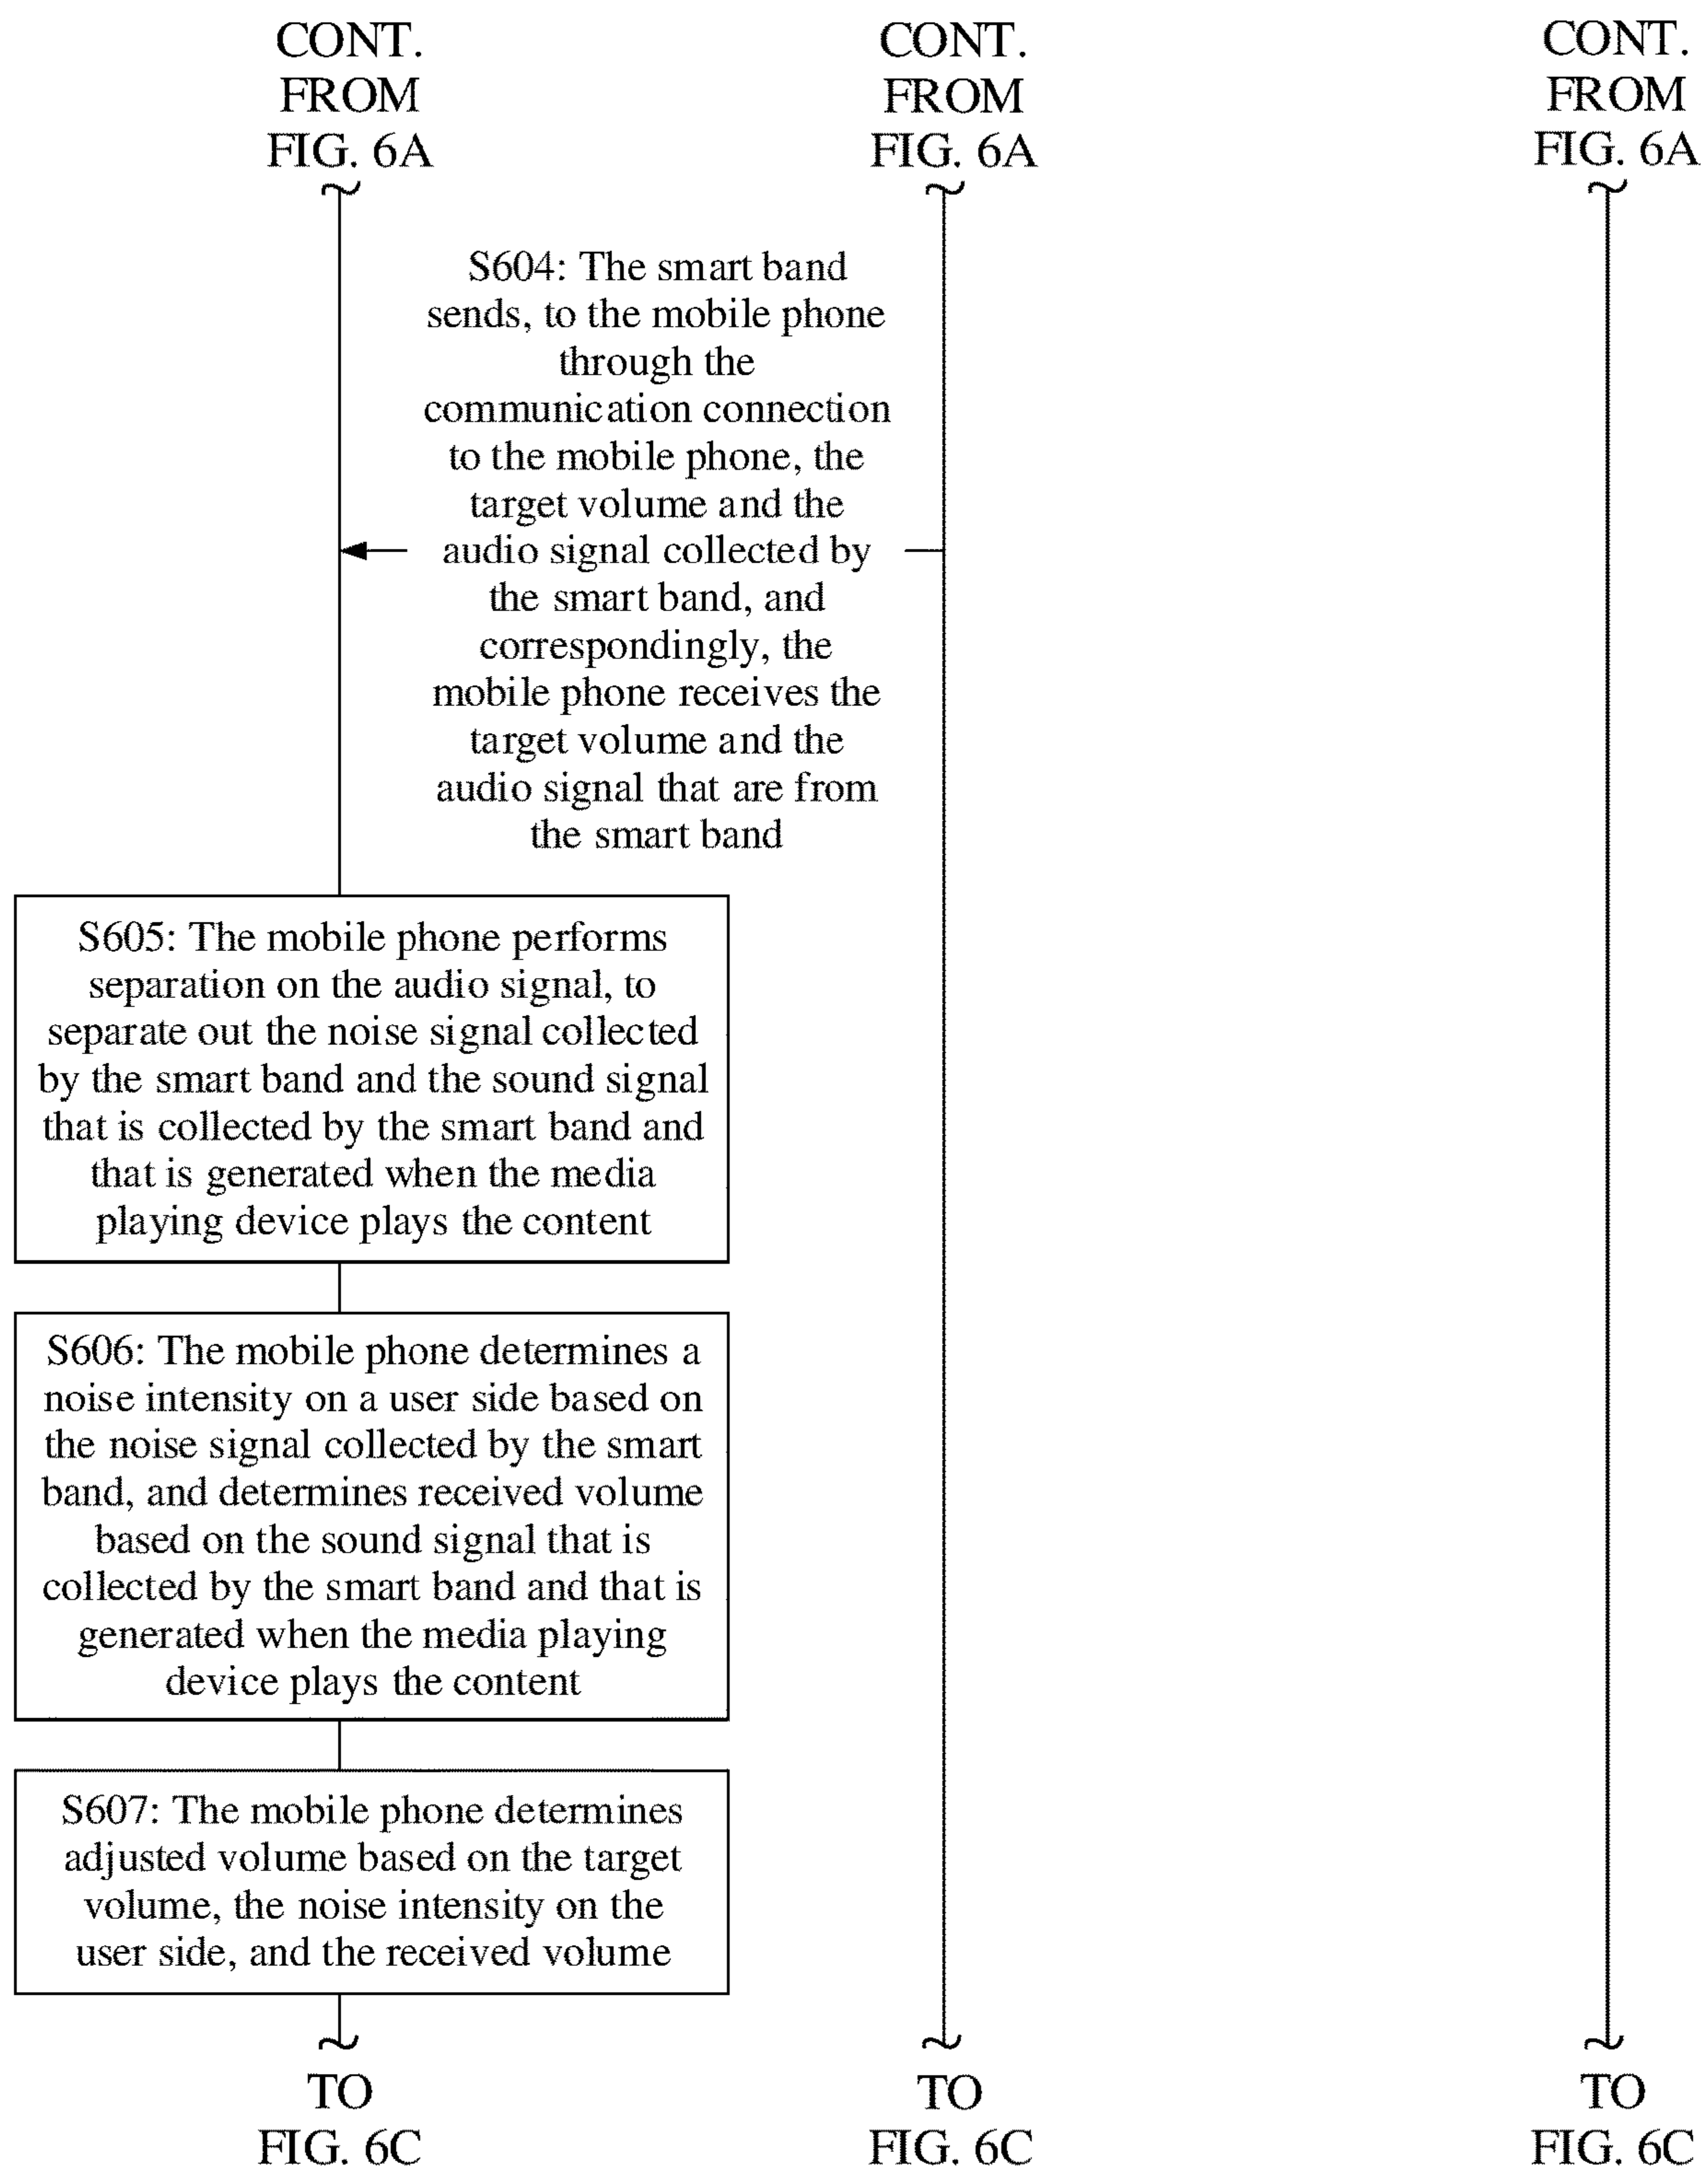 CONT.
FROM
FIG. 6A
CONT.
FROM
FIG. 6A
CONT.
FROM
FIG. 6A
S604: The smart band
sends, to the mobile phone
through the
communication connection
to the mobile phone, the
target volume and the
audio signal collected by
the smart band, and
correspondingly, the
mobile phone receives the
target volume and the
audio signal that are from
the smart band
S605: The mobile phone performs
separation on the audio signal, to
separate out the noise signal collected
by the smart band and the sound signal
that is collected by the smart band and
that is generated when the media
playing device plays the content
S606: The mobile phone determines a
noise intensity on a user side based on
the noise signal collected by the smart
band, and determines received volume
based on the sound signal that is
collected by the smart band and that is
generated when the media playing
device plays the content
S607: The mobile phone determines
adjusted volume based on the target
volume, the noise intensity on the
user side, and the received volume
TO
FIG. 6C
TO
FIG. 6C
TO
FIG. 6C